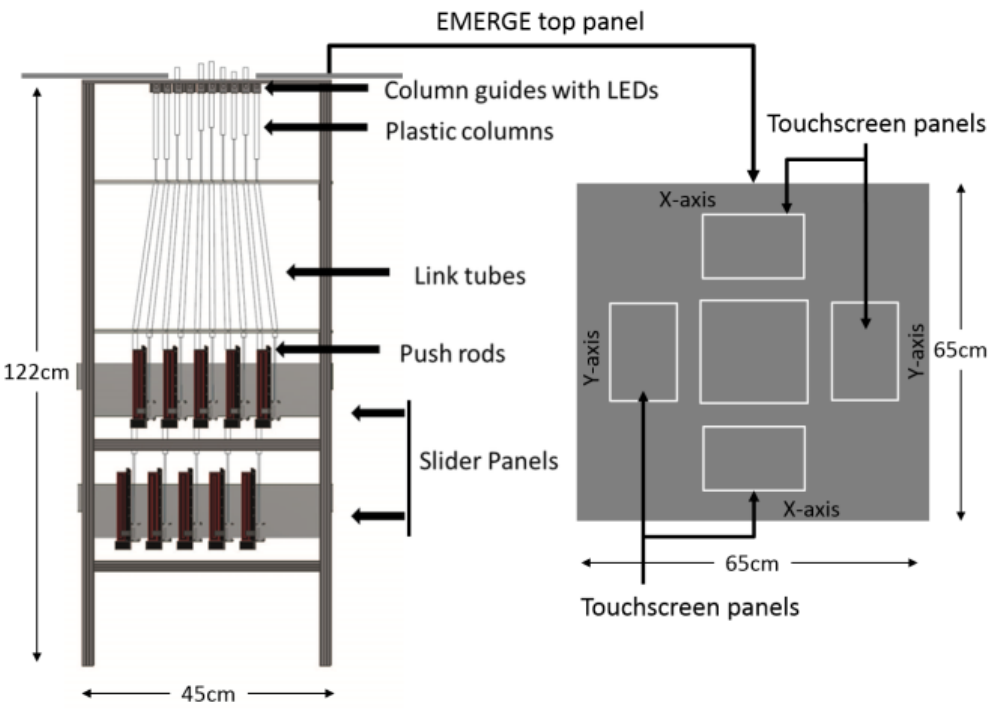 EMERGE top panel
Column guides with LEDs
Plastic columns
Touchscreen panels
X-axis
Link tubes
Y-axis
Y-axis
65cm
Push rods
122cm
Slider Panels
X-axis
65cm
Touchscreen panels
45cm